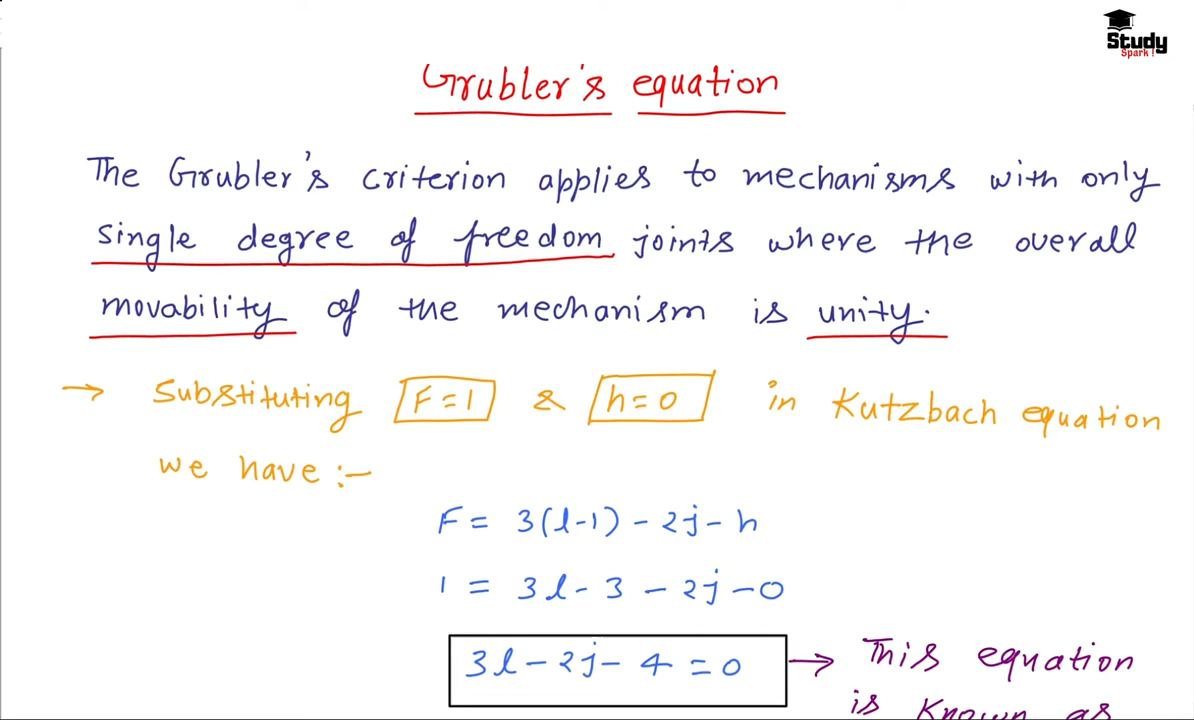 Study
Spark!
Grubler's equation
The Grubler's criterion applies to mechanisms with only
single degree of freedom joints where the overall
movability of the mechanism is unity.
→ Substituting F=1 & h=0 in Kutzbach equation
we have :-
F = 3(l-1) - 2j - h
1 = 3l - 3 - 2j - 0
3l - 2j - 4 = 0 → This equation
is known as